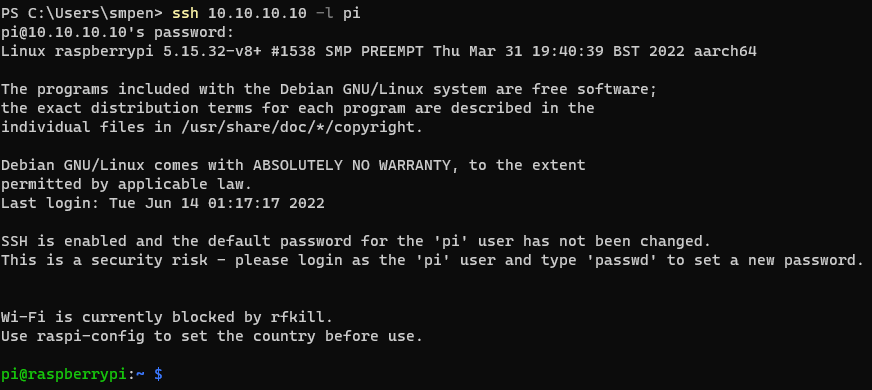 PS C:\Users\smpen> ssh 10.10.10.10 -l pi
pi@10.10.10.10's password:
Linux raspberrypi 5.15.32-v8+ #1538 SMP PREEMPT Thu Mar 31 19:40:39 BST 2022 aarch64
The programs included with the Debian GNU/Linux system are free software;
the exact distribution terms for each program are described in the
individual files in /usr/share/doc/*/copyright.
Debian GNU/Linux comes with ABSOLUTELY NO WARRANTY, to the extent
permitted by applicable law.
Last login: Tue Jun 14 01:17:17 2022
SSH is enabled and the default password for the 'pi' user has not been changed.
This is a security risk - please login as the 'pi' user and type 'passwd' to set a new password.
Wi-Fi is currently blocked by rfkill.
Use raspi-config to set the country before use.
pi@raspberrypi:~ $